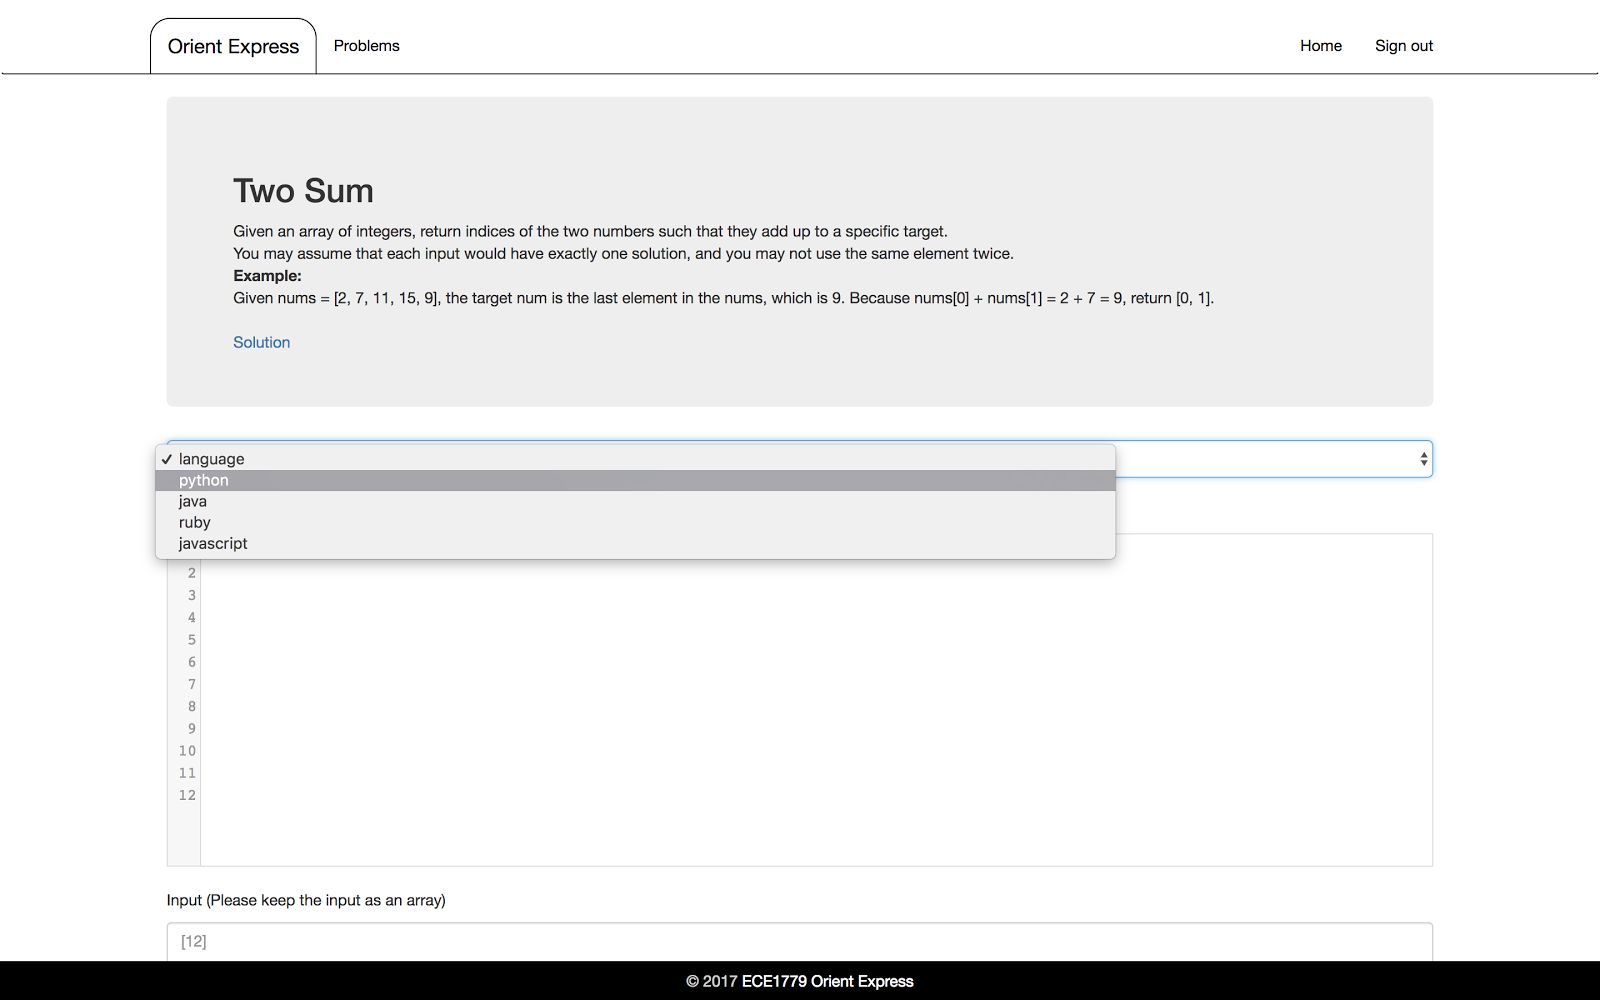 Orient Express Problems Home Sign out
Two Sum
Given an array of integers, return indices of the two numbers such that they add up to a specific target.
You may assume that each input would have exactly one solution, and you may not use the same element twice.
Example:
Given nums = [2, 7, 11, 15, 9], the target num is the last element in the nums, which is 9. Because nums[0] + nums[1] = 2 + 7 = 9, return [0, 1].
Solution
✓ language
python
java
ruby
javascript
2
3
4
5
6
7
8
9
10
11
12
Input (Please keep the input as an array)
[12]
© 2017 ECE1779 Orient Express